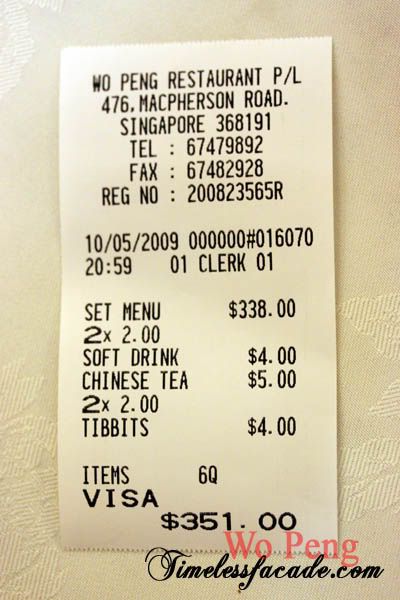 WO PENG RESTAURANT P/L
476, MACPHERSON ROAD.
SINGAPORE 368191
TEL : 67479892
FAX : 67482928
REG NO : 200823565R
10/05/2009 000000#016070
20:59 01 CLERK 01
SET MENU $338.00
2x 2.00
SOFT DRINK $4.00
CHINESE TEA $5.00
2x 2.00
TIBBITS $4.00
ITEMS 6Q
VISA
$351.00
Wo Peng
Timelessfacade.com